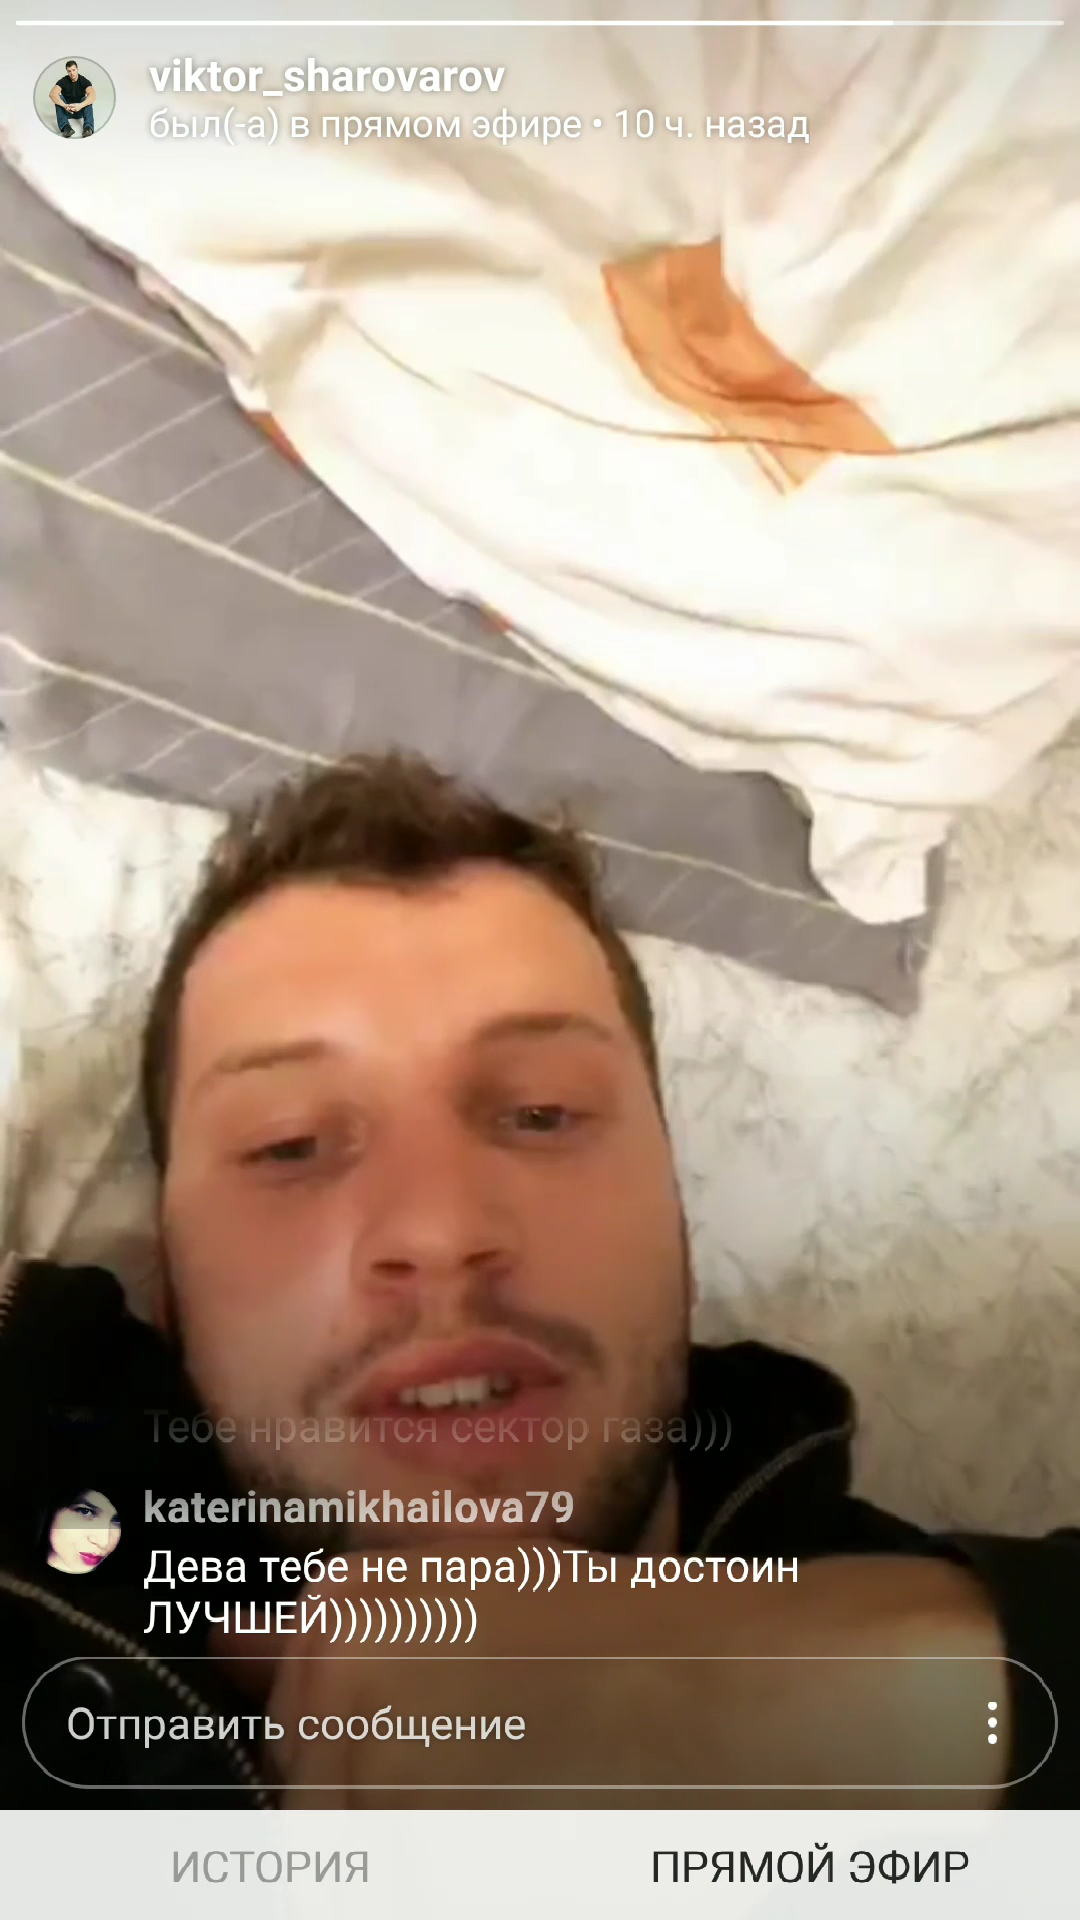 viktor_sharovarov
был(-а) в прямом эфире • 10 ч. назад
Тебе нравится сектор газа)))
katerinamikhailova79
Дева тебе не пара)))Ты достоин
ЛУЧШЕЙ))))))))))
Отправить сообщение
ИСТОРИЯ
ПРЯМОЙ ЭФИР